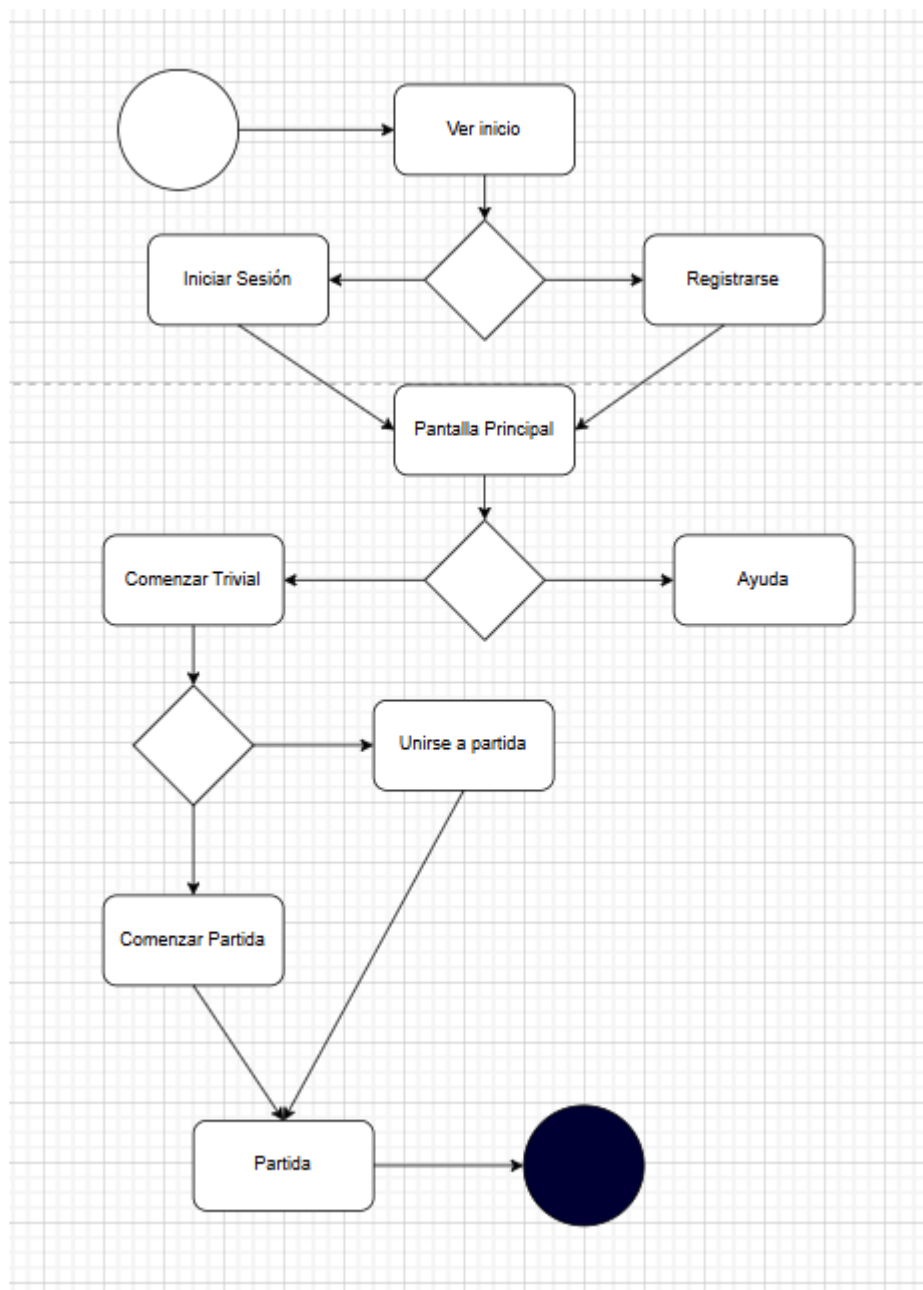 Ver inicio
Iniciar Sesión
Registrarse
Pantalla Principal
Comenzar Trivial
Ayuda
Unirse a partida
Comenzar Partida
Partida